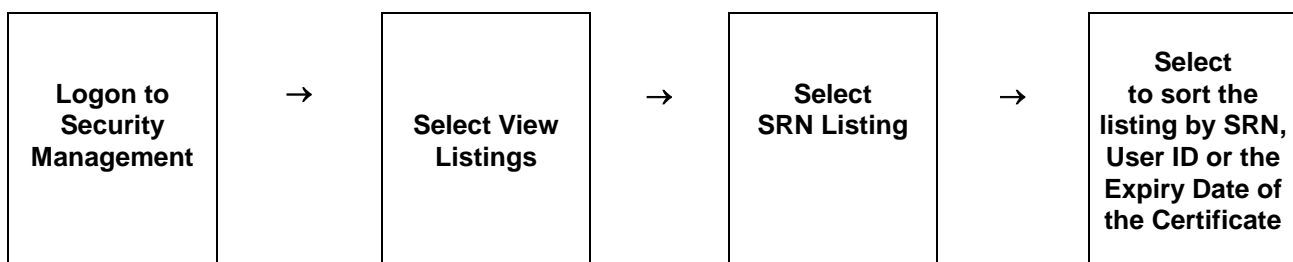 Logon to
Security
Management
→
Select View
Listings
→
Select
SRN Listing
→
Select
to sort the
listing by SRN,
User ID or the
Expiry Date of
the Certificate